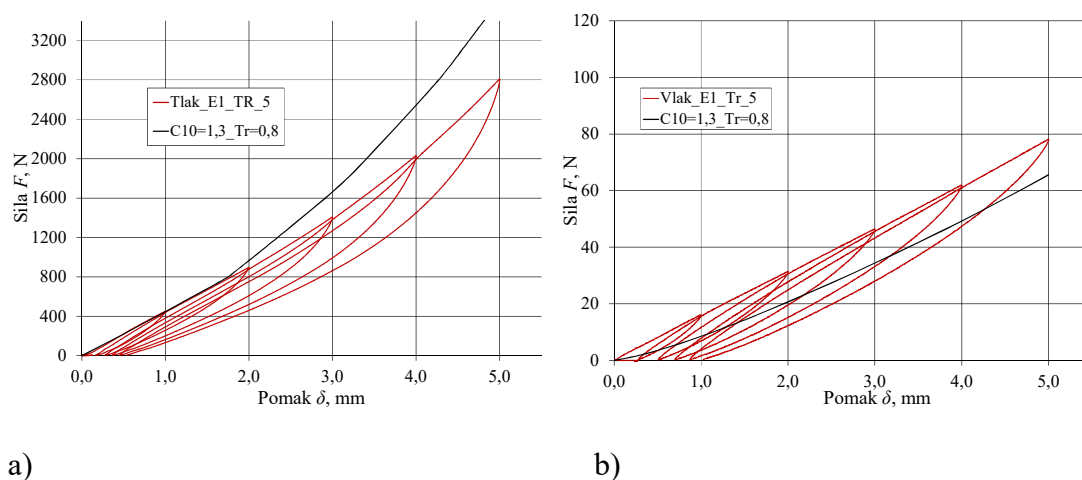 3200
2800
2400
2000
1600
1200
800
400
0
Sila F, N
Tlak_E1_TR_5
C10=1,3_Tr=0,8
0,0 1,0 2,0 3,0 4,0 5,0
Pomak δ, mm
a)
120
100
80
60
40
20
0
Sila F, N
Vlak_E1_Tr_5
C10=1,3_Tr=0,8
0,0 1,0 2,0 3,0 4,0 5,0
Pomak δ, mm
b)